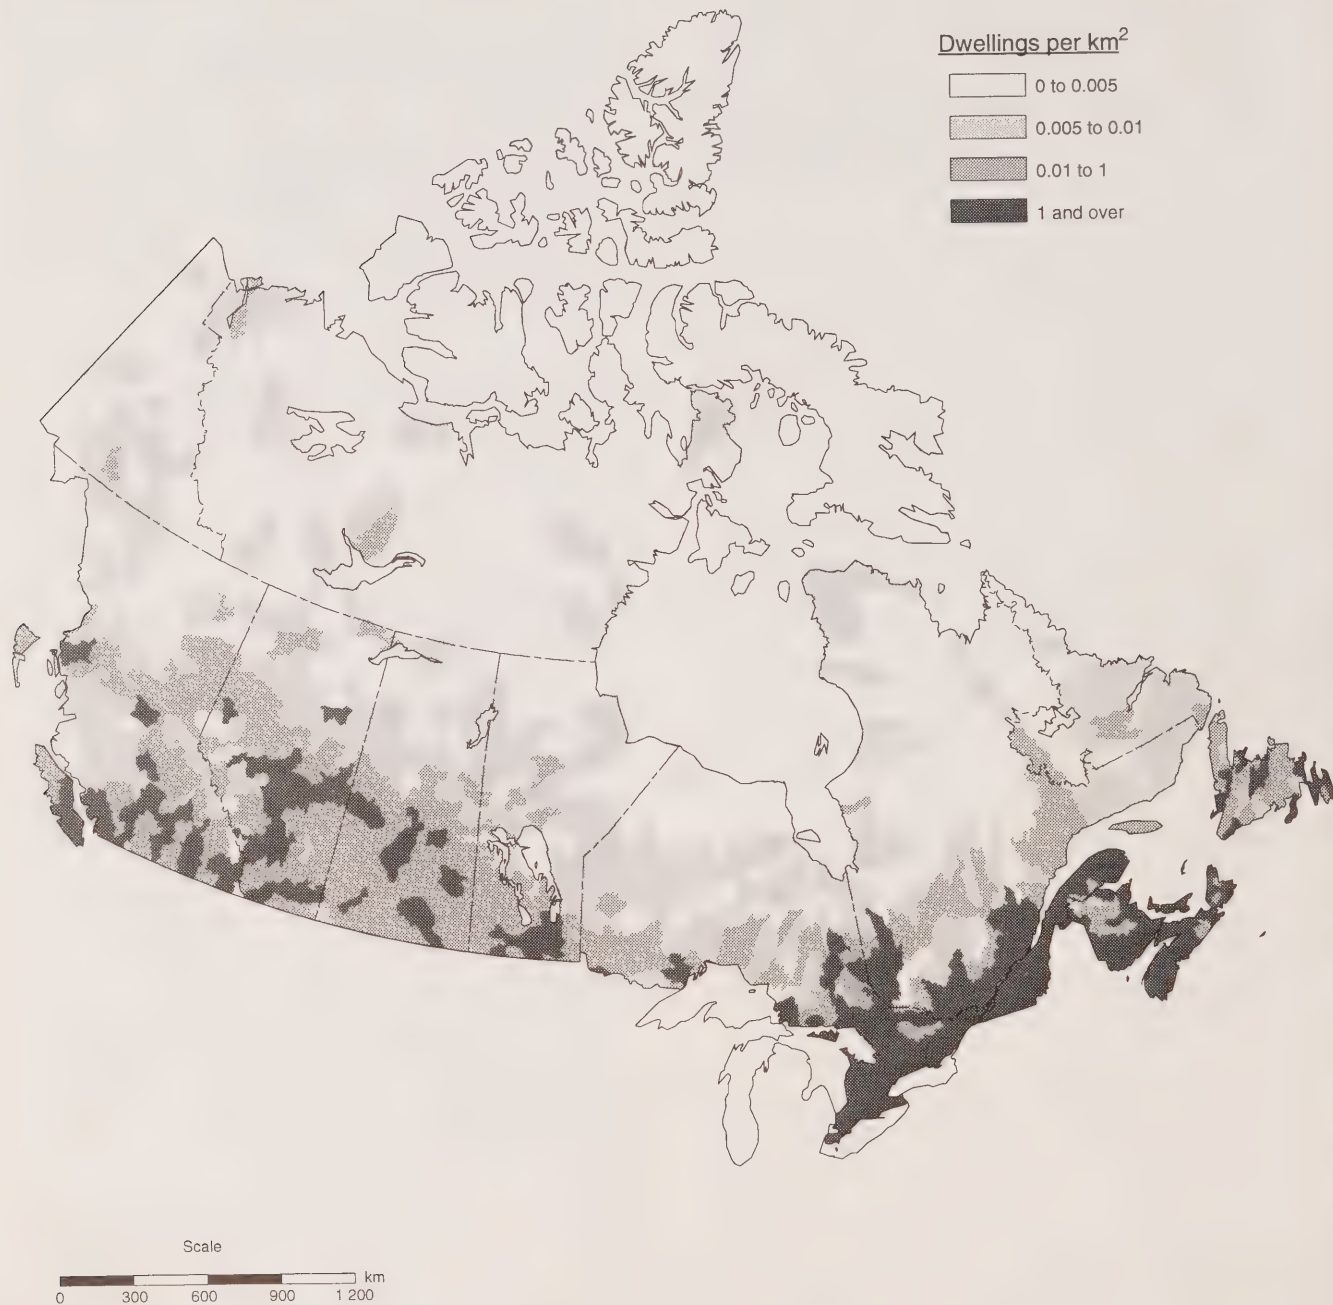 Dwellings per km²
0 to 0.005
0.005 to 0.01
0.01 to 1
1 and over
Scale
km
0 300 600 900 1 200